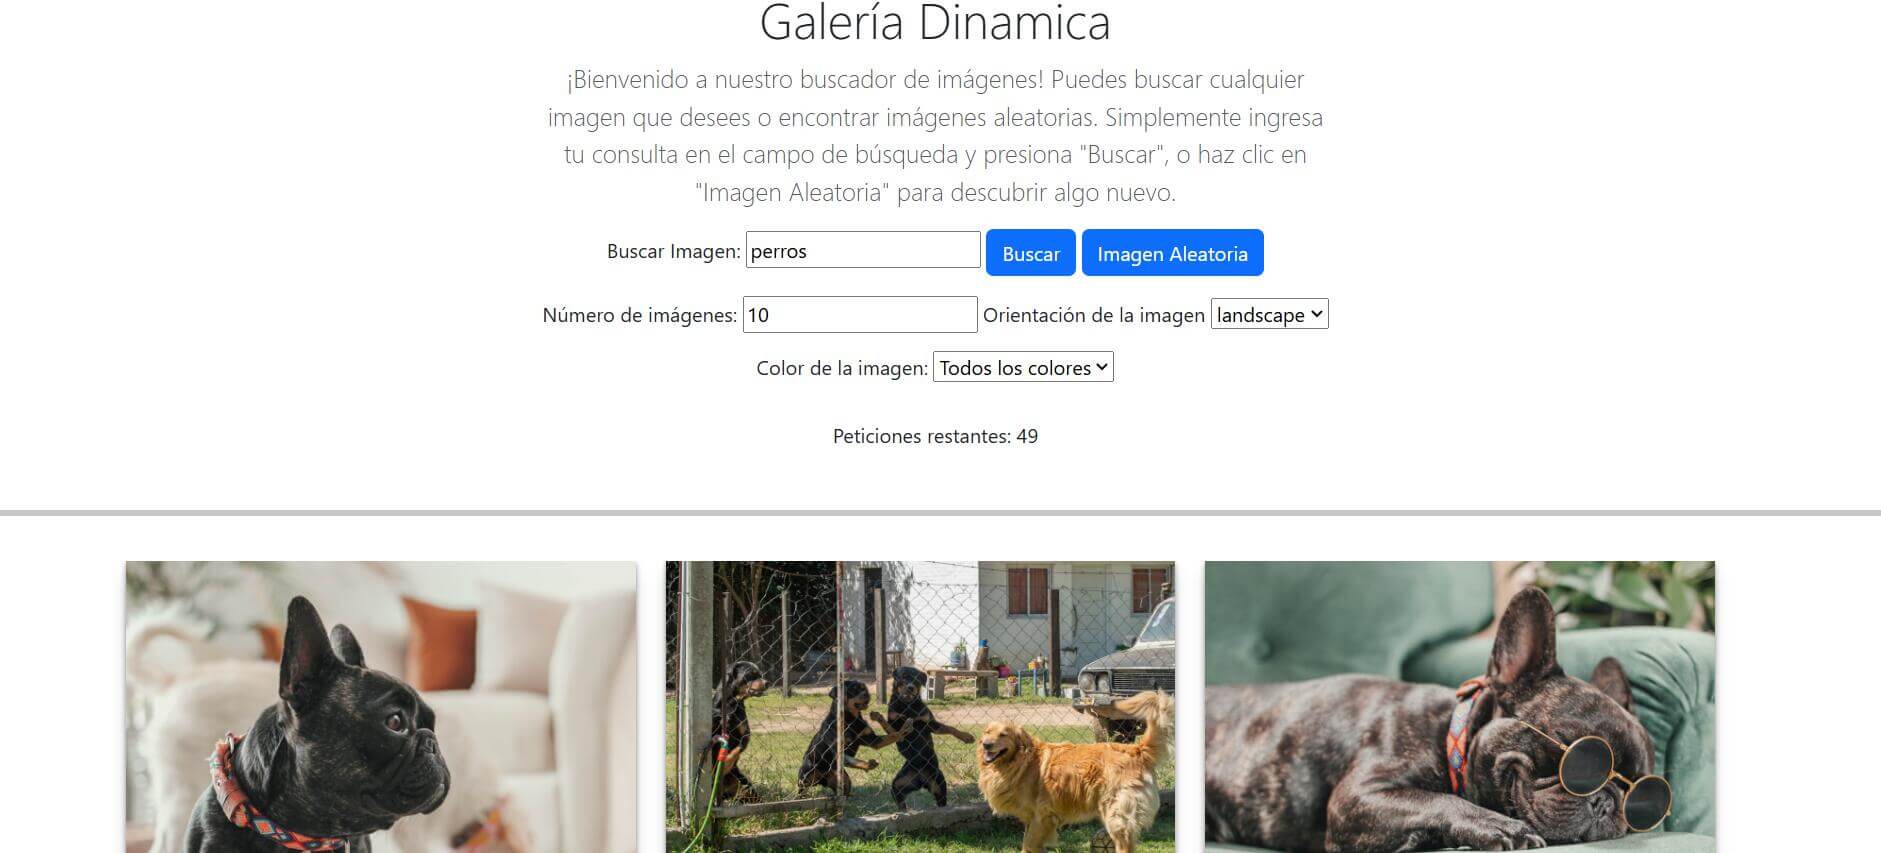 Galería Dinamica
¡Bienvenido a nuestro buscador de imágenes! Puedes buscar cualquier
imagen que desees o encontrar imágenes aleatorias. Simplemente ingresa
tu consulta en el campo de búsqueda y presiona "Buscar", o haz clic en
"Imagen Aleatoria" para descubrir algo nuevo.
Buscar Imagen: perros Buscar Imagen Aleatoria
Número de imágenes: 10 Orientación de la imagen landscape
Color de la imagen: Todos los colores
Peticiones restantes: 49